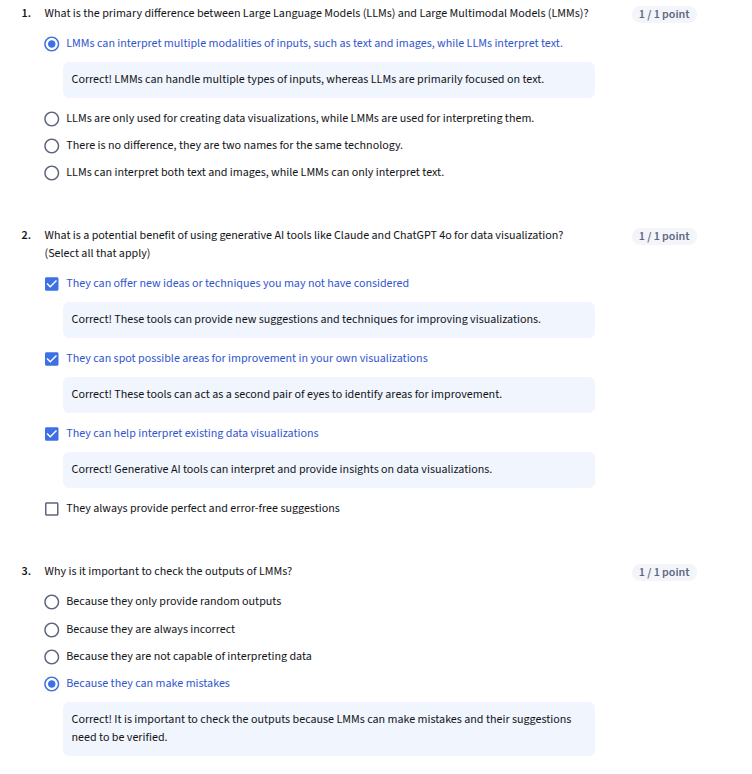 1. What is the primary difference between Large Language Models (LLMs) and Large Multimodal Models (LMMs)? 1 / 1 point
LMMs can interpret multiple modalities of inputs, such as text and images, while LLMs interpret text.
Correct! LMMs can handle multiple types of inputs, whereas LLMs are primarily focused on text.
LLMs are only used for creating data visualizations, while LMMs are used for interpreting them.
There is no difference, they are two names for the same technology.
LLMs can interpret both text and images, while LMMs can only interpret text.
2. What is a potential benefit of using generative AI tools like Claude and ChatGPT 4o for data visualization? 1 / 1 point
(Select all that apply)
They can offer new ideas or techniques you may not have considered
Correct! These tools can provide new suggestions and techniques for improving visualizations.
They can spot possible areas for improvement in your own visualizations
Correct! These tools can act as a second pair of eyes to identify areas for improvement.
They can help interpret existing data visualizations
Correct! Generative AI tools can interpret and provide insights on data visualizations.
They always provide perfect and error-free suggestions
3. Why is it important to check the outputs of LMMs? 1 / 1 point
Because they only provide random outputs
Because they are always incorrect
Because they are not capable of interpreting data
Because they can make mistakes
Correct! It is important to check the outputs because LMMs can make mistakes and their suggestions
need to be verified.